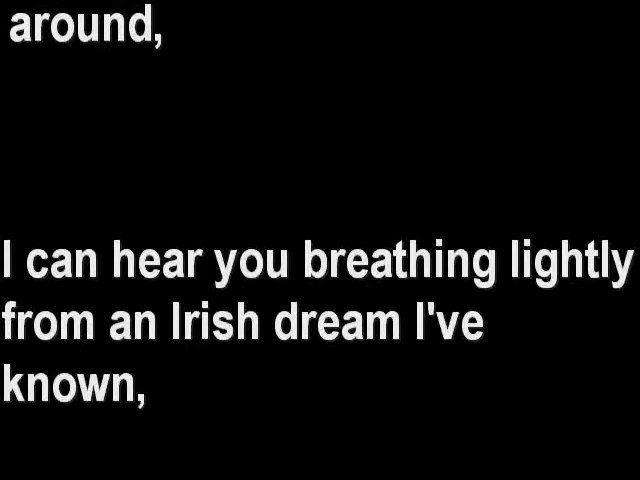 around,
I can hear you breathing lightly
from an Irish dream I've
known,